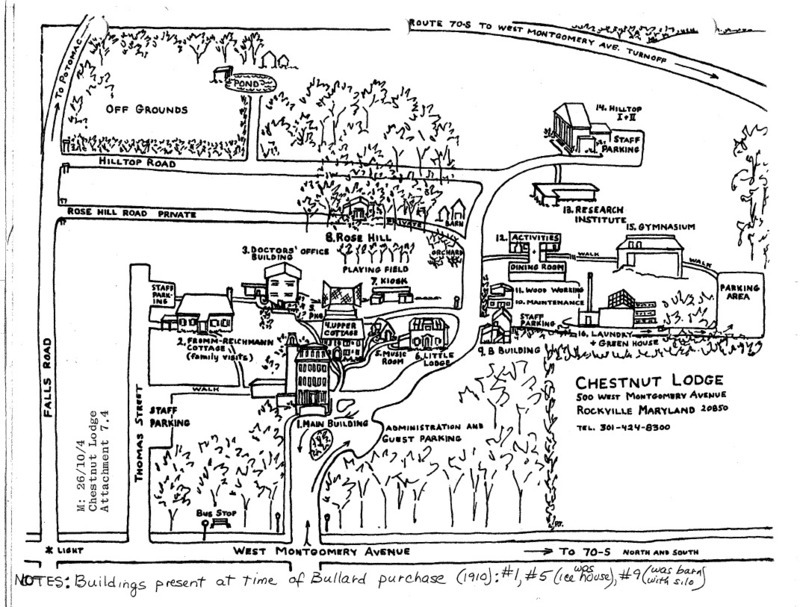 ROUTE 70-S TO WEST MONTGOMERY AVE. TURNOFF
TO POTOMAC
POND
OFF GROUNDS
14. HILLTOP
I + II
STAFF
PARKING
HILLTOP ROAD
13. RESEARCH
INSTITUTE
ROSE HILL ROAD PRIVATE
PRIVATE
BARN
8. ROSE HILL
ORCHARD
12. ACTIVITIES
DINING ROOM
15. GYMNASIUM
WALK
WALK
3. DOCTORS' OFFICE
BUILDING
PLAYING FIELD
7. KIOSK
STAFF
PARK-
ING
11. WOOD WORKING
10. MAINTENANCE
PARKING
AREA
4. UPPER
COTTAGE
2. FROMM-REICHMANN
COTTAGE
(family visits)
5. MUSIC
ROOM
6. LITTLE
LODGE
STAFF
PARKING
9. B BUILDING
16. LAUNDRY
+ GREEN HOUSE
FALLS ROAD
WALK
THOMAS STREET
STAFF
PARKING
1. MAIN BUILDING
ADMINISTRATION AND
GUEST PARKING
CHESTNUT LODGE
500 WEST MONTGOMERY AVENUE
ROCKVILLE MARYLAND 20850
TEL. 301-424-8300
M: 26/10/4
Chestnut Lodge
Attachment 7.4
BUS STOP
* LIGHT
WEST MONTGOMERY AVENUE
TO 70-S NORTH AND SOUTH
NOTES: Buildings present at time of Bullard purchase (1910): #1, #5 (was ice house), #9 (was barn with silo)